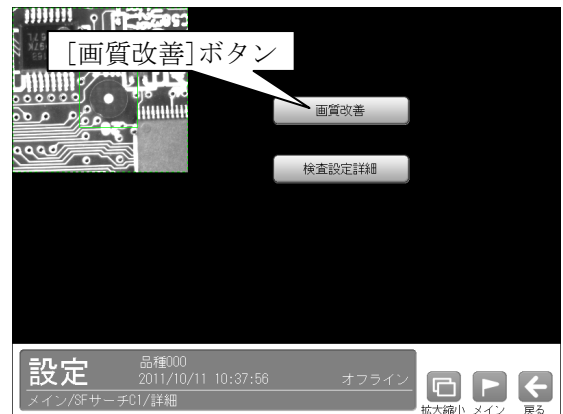 [画質改善]ボタン
画質改善
検査設定詳細
設定
品種000
2011/10/11 10:37:56
オフライン
メイン/SFサーチC1/詳細
拡大縮小 メイン 戻る